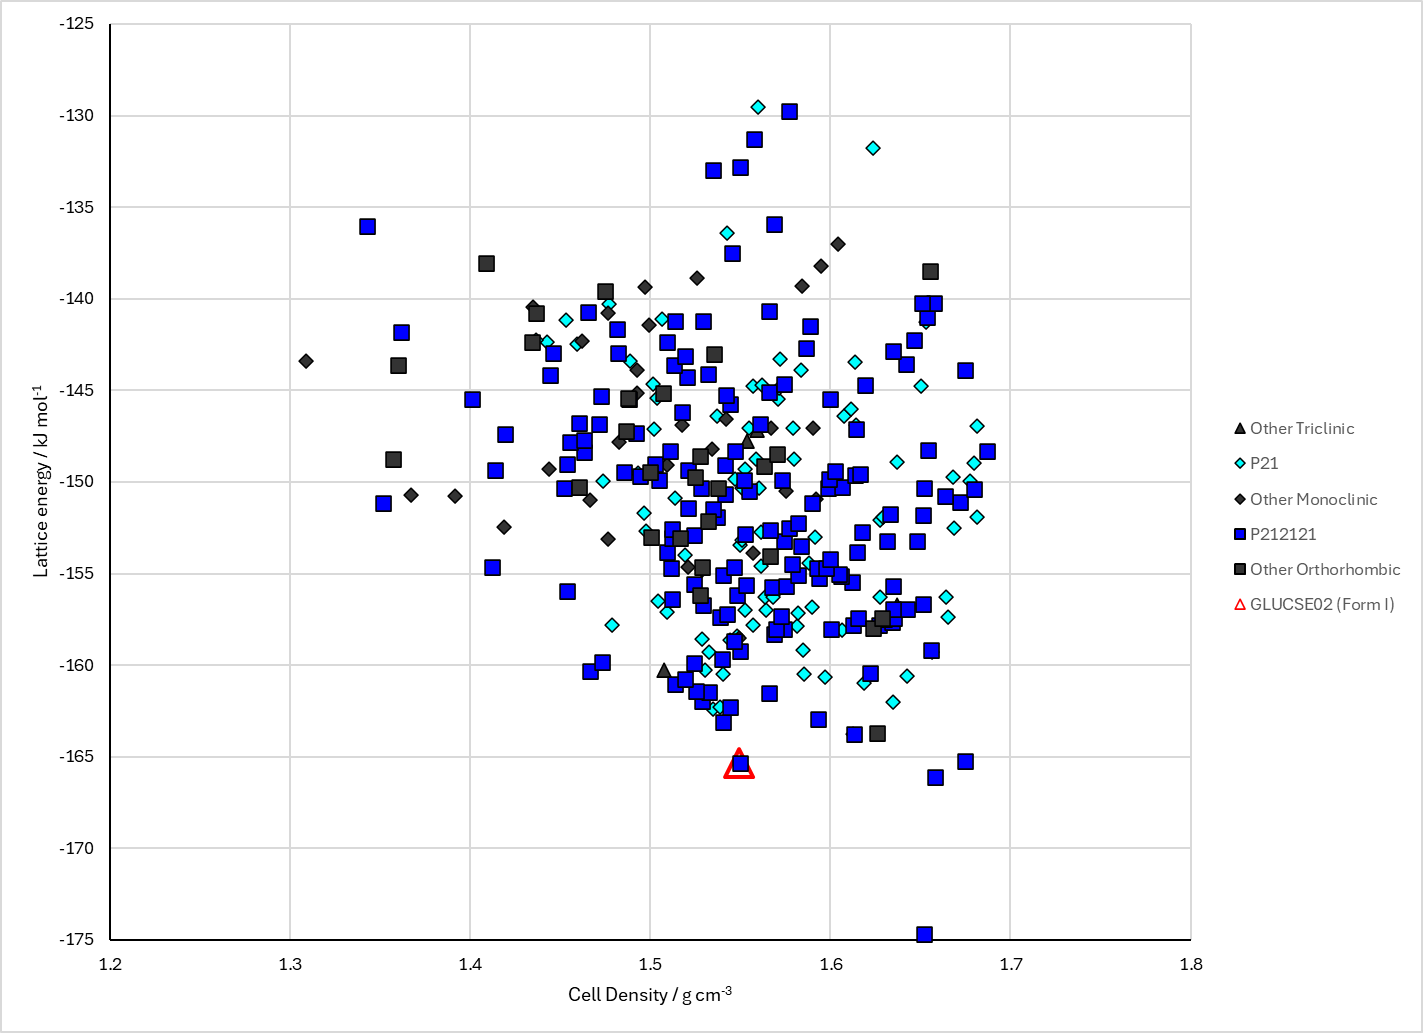 -125
-130
-135
-140
-145
-150
-155
-160
-165
-170
-175
Lattice energy / kJ mol⁻¹
1.2 1.3 1.4 1.5 1.6 1.7 1.8
Cell Density / g cm⁻³
Other Triclinic
P21
Other Monoclinic
P212121
Other Orthorhombic
GLUCSE02 (Form I)